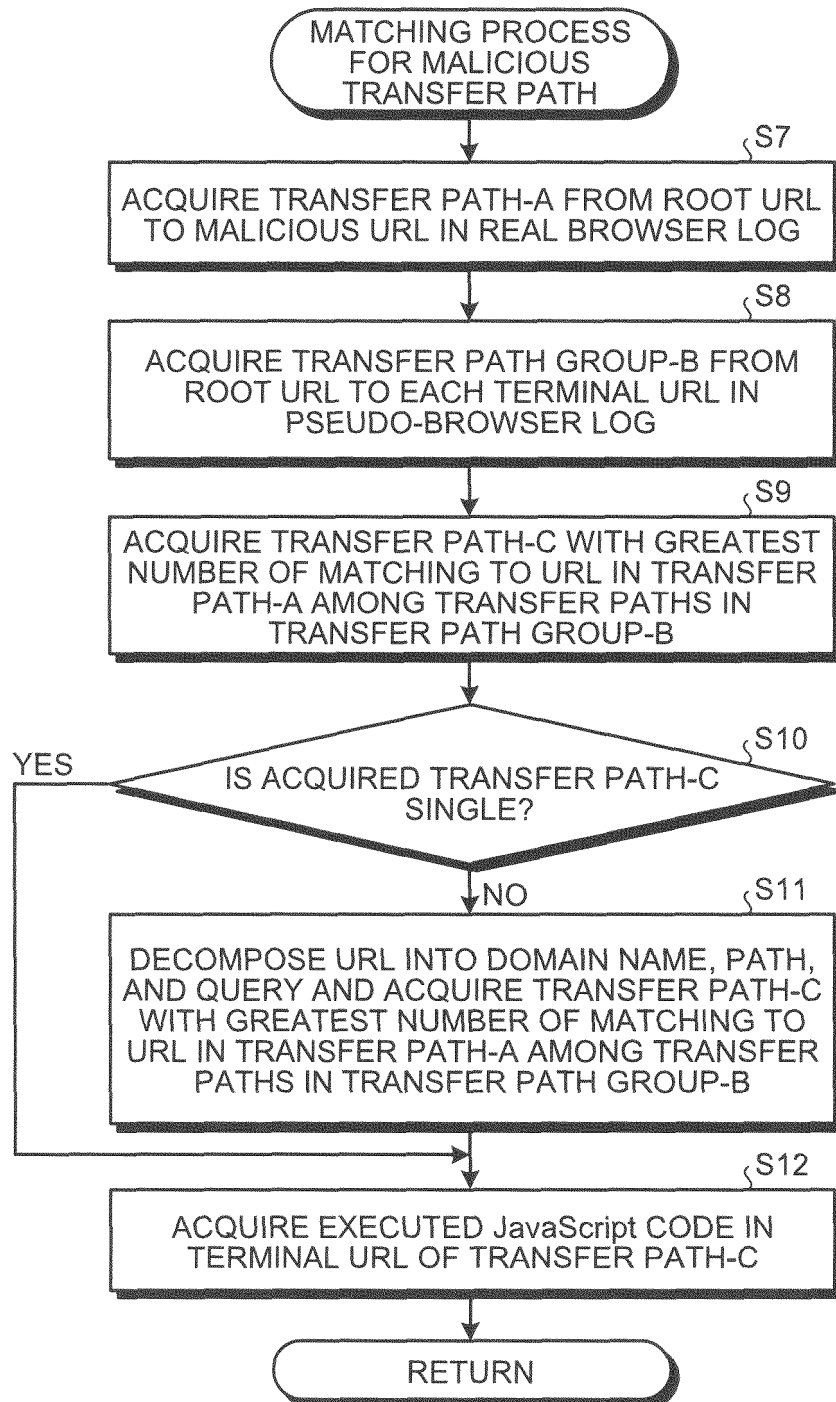 MATCHING PROCESS
FOR MALICIOUS
TRANSFER PATH
S7
ACQUIRE TRANSFER PATH-A FROM ROOT URL
TO MALICIOUS URL IN REAL BROWSER LOG
S8
ACQUIRE TRANSFER PATH GROUP-B FROM
ROOT URL TO EACH TERMINAL URL IN
PSEUDO-BROWSER LOG
S9
ACQUIRE TRANSFER PATH-C WITH GREATEST
NUMBER OF MATCHING TO URL IN TRANSFER
PATH-A AMONG TRANSFER PATHS IN
TRANSFER PATH GROUP-B
S10
YES
IS ACQUIRED TRANSFER PATH-C
SINGLE?
NO
S11
DECOMPOSE URL INTO DOMAIN NAME, PATH,
AND QUERY AND ACQUIRE TRANSFER PATH-C
WITH GREATEST NUMBER OF MATCHING TO
URL IN TRANSFER PATH-A AMONG TRANSFER
PATHS IN TRANSFER PATH GROUP-B
S12
ACQUIRE EXECUTED JavaScript CODE IN
TERMINAL URL OF TRANSFER PATH-C
RETURN